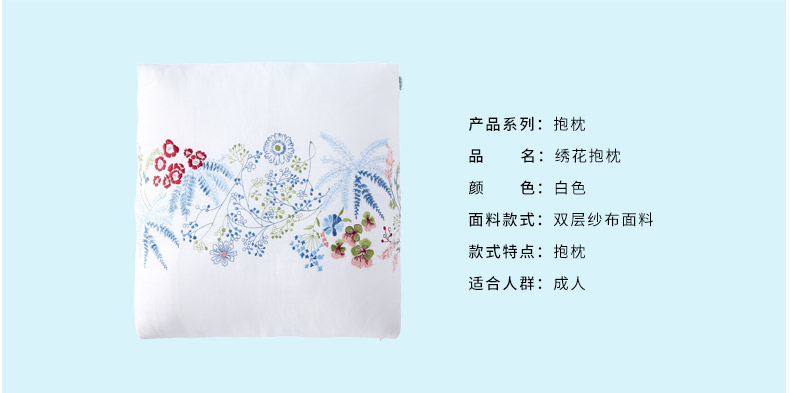 产品系列：抱枕
品　　名：绣花抱枕
颜　　色：白色
面料款式：双层纱布面料
款式特点：抱枕
适合人群：成人